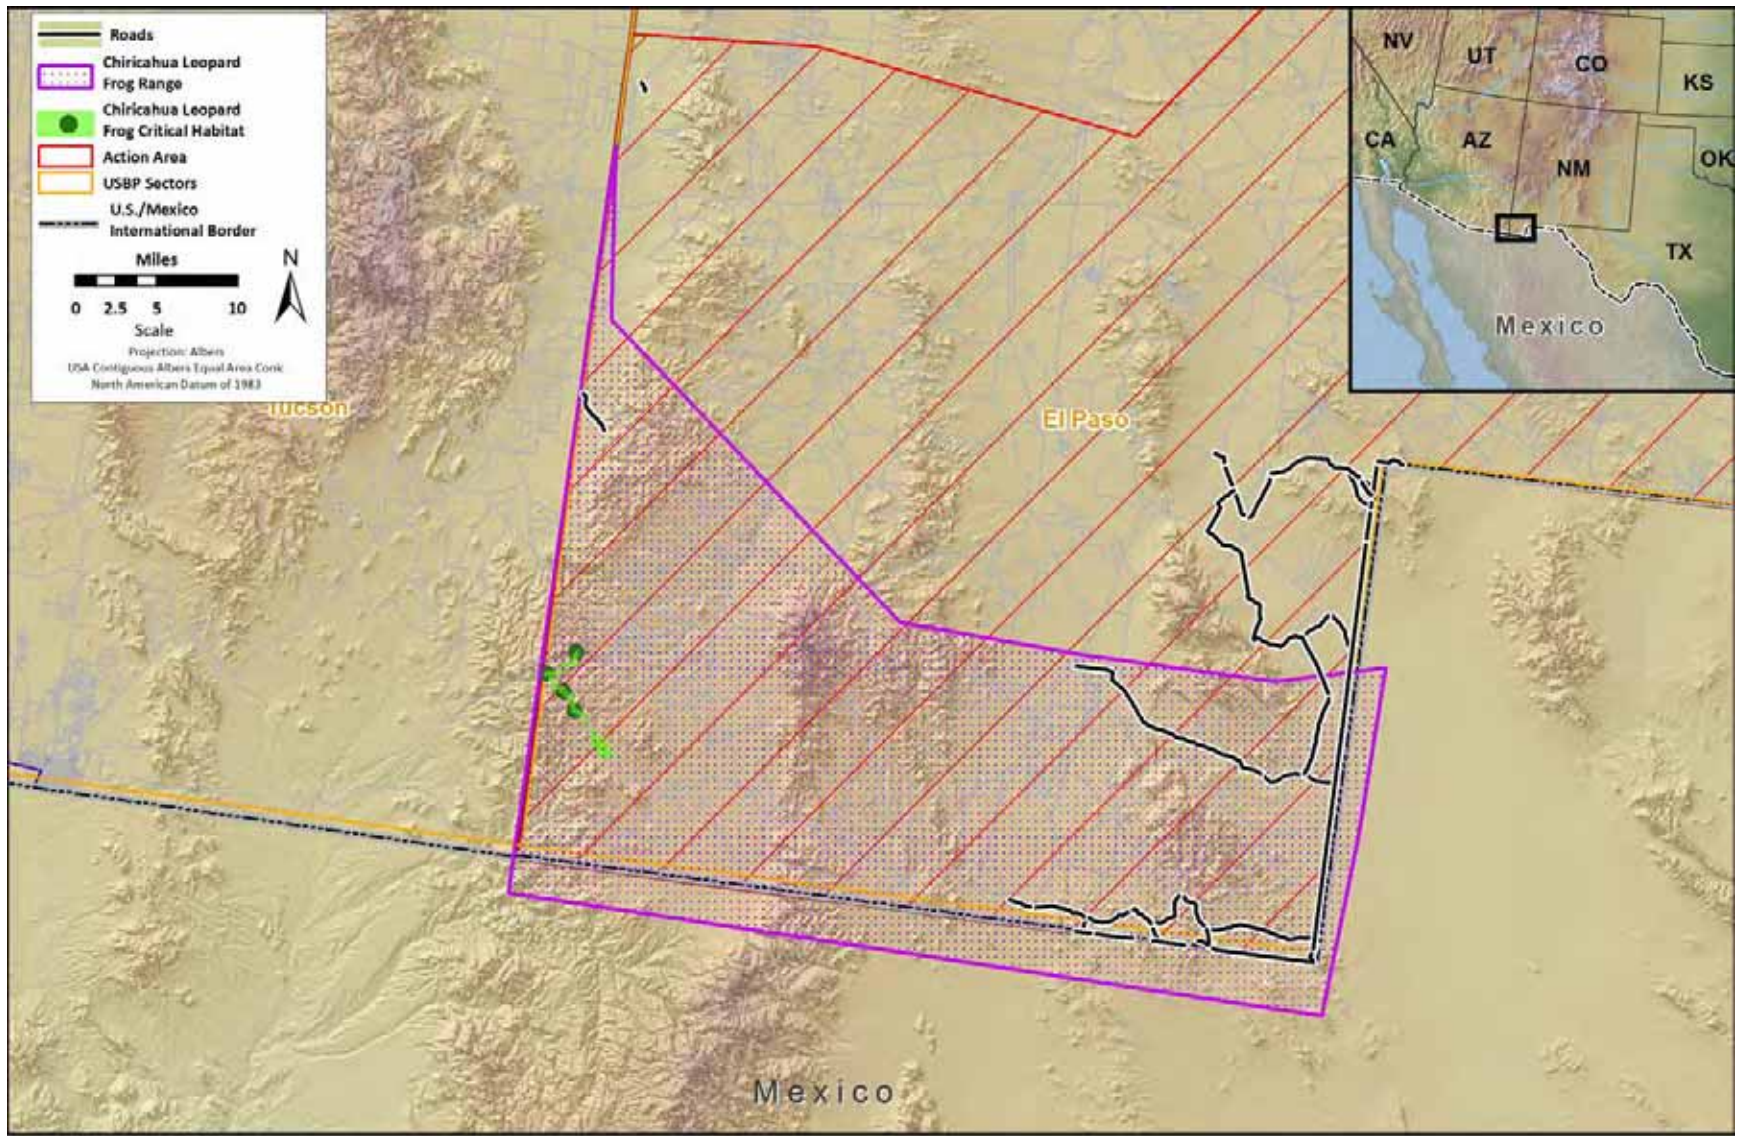 Roads
Chiricahua Leopard
Frog Range
Chiricahua Leopard
Frog Critical Habitat
Action Area
USBP Sectors
U.S./Mexico
International Border
Miles
N
0 2.5 5 10
Scale
Projection: Albers
USA Contiguous Albers Equal Area Conic
North American Datum of 1983
Tucson
El Paso
Mexico
NV
UT
CO
KS
CA
AZ
NM
OK
TX
Mexico